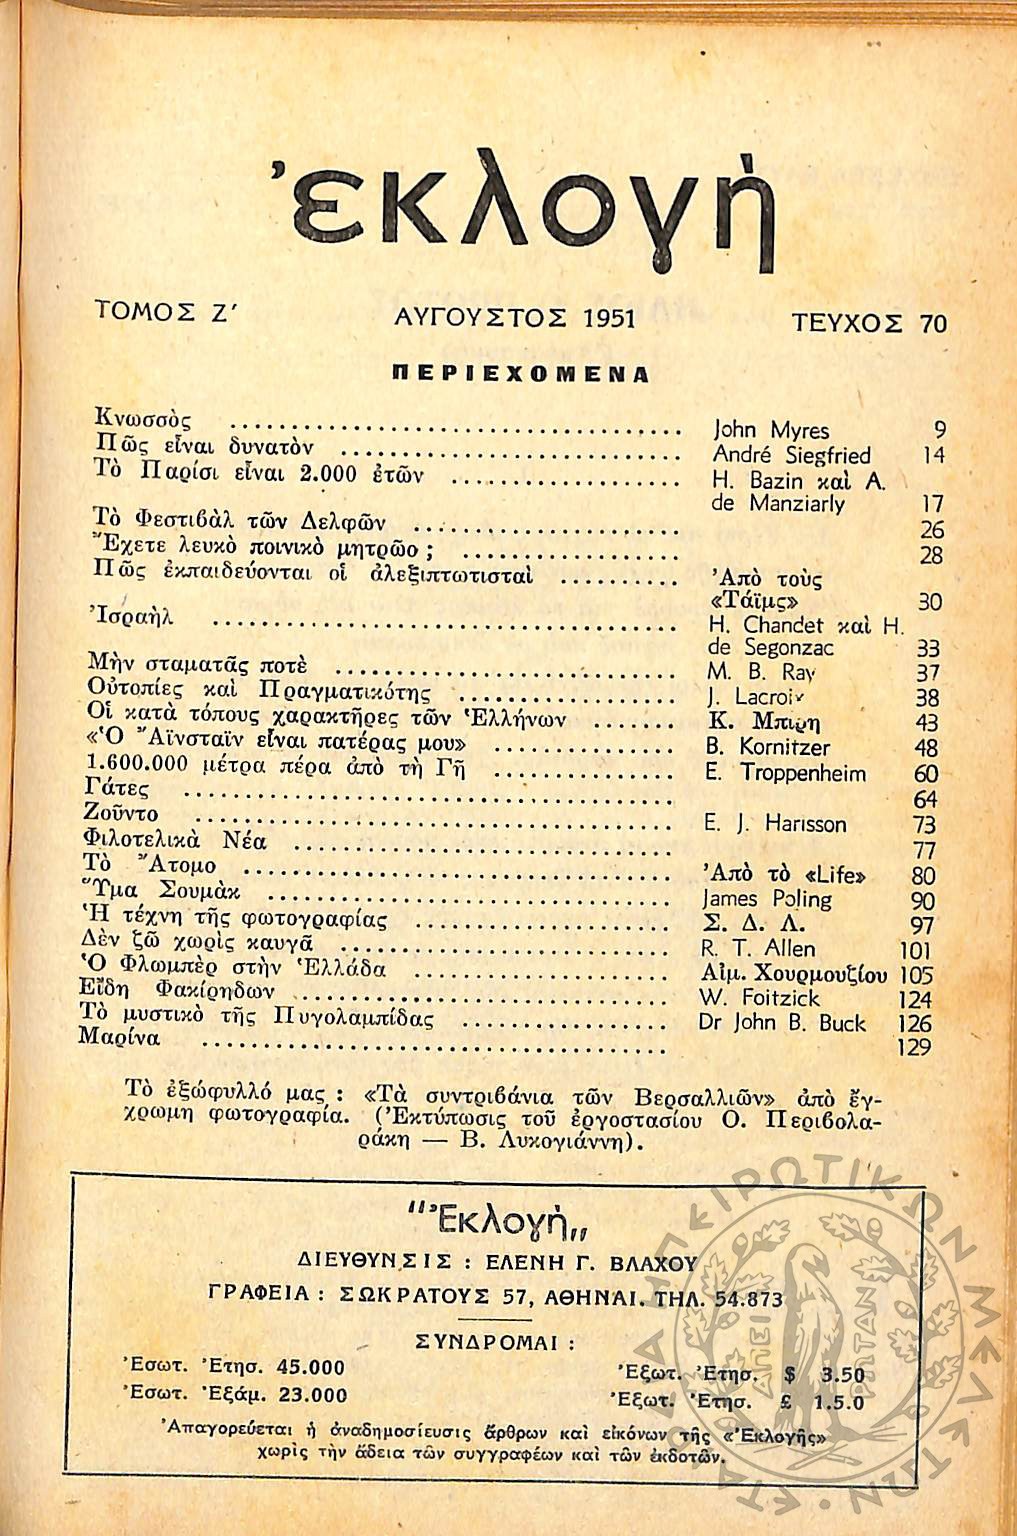 ἐκλογὴ
ΤΟΜΟΣ Ζ′ ΑΥΓΟΥΣΤΟΣ 1951 ΤΕΥΧΟΣ 70
ΠΕΡΙΕΧΟΜΕΝΑ
Κνωσσὸς ........ John Myres 9
Πῶς εἶναι δυνατὸν ........ André Siegfried 14
Τὸ Παρίσι εἶναι 2.000 ἐτῶν ........ H. Bazin καὶ A.
de Manziarly 17
Τὸ Φεστιβὰλ τῶν Δελφῶν ........ 26
Ἔχετε λευκὸ ποινικὸ μητρῶο ; ........ 28
Πῶς ἐκπαιδεύονται οἱ ἀλεξιπτωτισταὶ ........ Ἀπὸ τοὺς
«Τάϊμς» 30
Ἰσραὴλ ........ H. Chandet καὶ H.
de Segonzac 33
Μὴν σταματᾶς ποτὲ ........ M. B. Ray 37
Οὐτοπίες καὶ Πραγματικότης ........ J. Lacroix 38
Οἱ κατὰ τόπους χαρακτῆρες τῶν Ἑλλήνων ........ Κ. Μπίρη 43
«Ὁ Ἄϊνσταϊν εἶναι πατέρας μου» ........ B. Kornitzer 48
1.600.000 μέτρα πέρα ἀπὸ τὴ Γῆ ........ E. Troppenheim 60
Γάτες ........ 64
Ζοῦντο ........ E. J. Harisson 73
Φιλοτελικὰ Νέα ........ 77
Τὸ Ἄτομο ........ Ἀπὸ τὸ «Life» 80
Ὕμα Σουμὰκ ........ James Poling 90
Ἡ τέχνη τῆς φωτογραφίας ........ Σ. Δ. Λ. 97
Δὲν ζῶ χωρὶς καυγᾶ ........ R. T. Allen 101
Ὁ Φλωμπὲρ στὴν Ἑλλάδα ........ Αἰμ. Χουρμουζίου 105
Εἴδη Φακίρηδων ........ W. Foitzick 124
Τὸ μυστικὸ τῆς Πυγολαμπίδας ........ Dr John B. Buck 126
Μαρίνα ........ 129
Τὸ ἐξώφυλλό μας : «Τὰ συντριβάνια τῶν Βερσαλλιῶν» ἀπὸ ἔγ-
χρωμη φωτογραφία. (Ἐκτύπωσις τοῦ ἐργοστασίου Ο. Περιβολα-
ράκη — Β. Λυκογιάννη).
"Ἐκλογὴ„
ΔΙΕΥΘΥΝΣΙΣ : ΕΛΕΝΗ Γ. ΒΛΑΧΟΥ
ΓΡΑΦΕΙΑ : ΣΩΚΡΑΤΟΥΣ 57, ΑΘΗΝΑΙ. ΤΗΛ. 54.873
ΣΥΝΔΡΟΜΑΙ :
Ἐσωτ. Ἐτησ. 45.000 Ἐξωτ. Ἐτησ. $ 3.50
Ἐσωτ. Ἑξάμ. 23.000 Ἐξωτ. Ἐτησ. £ 1.5.0
Ἀπαγορεύεται ἡ ἀναδημοσίευσις ἄρθρων καὶ εἰκόνων τῆς «Ἐκλογῆς»
χωρὶς τὴν ἄδεια τῶν συγγραφέων καὶ τῶν ἐκδοτῶν.
ΕΤΑΙΡΕΙΑ ΗΠΕΙΡΩΤΙΚΩΝ ΜΕΛΕΤΩΝ
ΑΠΕΙΡΩΤΑΝ